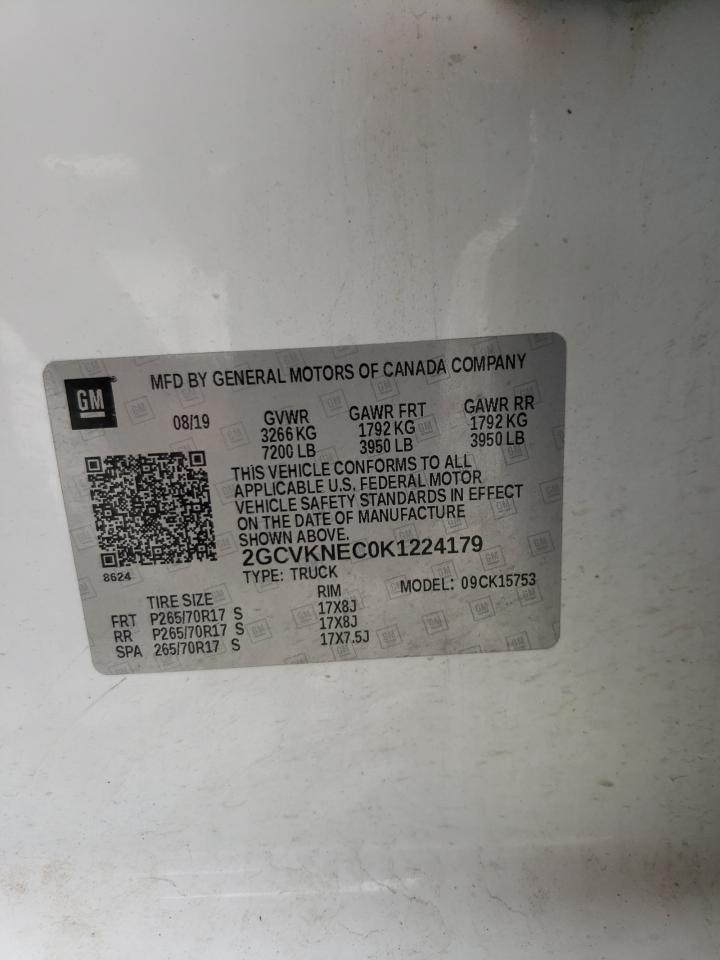 GM
MFD BY GENERAL MOTORS OF CANADA COMPANY
08/19
GVWR GAWR FRT GAWR RR
3266 KG 1792 KG 1792 KG
7200 LB 3950 LB 3950 LB
THIS VEHICLE CONFORMS TO ALL
APPLICABLE U.S. FEDERAL MOTOR
VEHICLE SAFETY STANDARDS IN EFFECT
ON THE DATE OF MANUFACTURE
SHOWN ABOVE.
2GCVKNEC0K1224179
8624
TYPE: TRUCK MODEL: 09CK15753
TIRE SIZE RIM
FRT P265/70R17 S 17X8J
RR P265/70R17 S 17X8J
SPA 265/70R17 S 17X7.5J